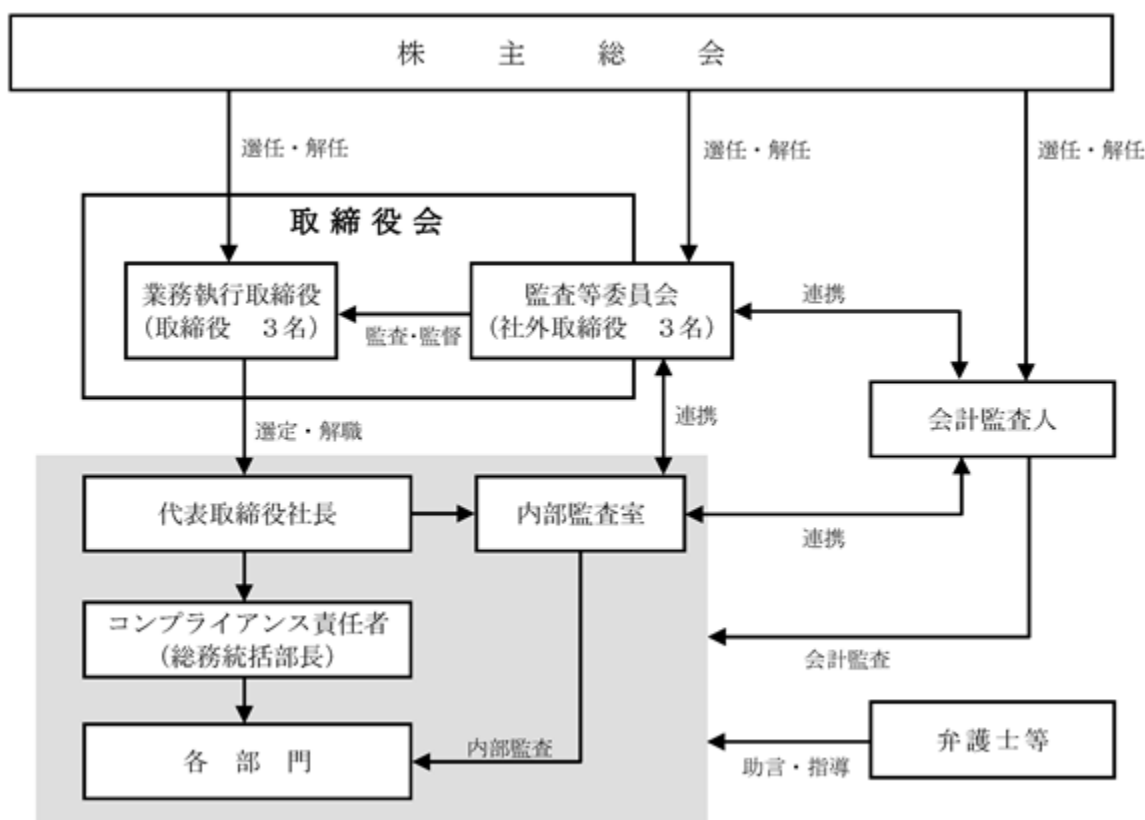 株 主 総 会
選任・解任
選任・解任
選任・解任
取締役会
業務執行取締役
(取締役 3名)
監査・監督
監査等委員会
(社外取締役 3名)
連携
連携
会計監査人
選定・解職
代表取締役社長
内部監査室
連携
コンプライアンス責任者
(総務統括部長)
会計監査
各 部 門
内部監査
弁護士等
助言・指導